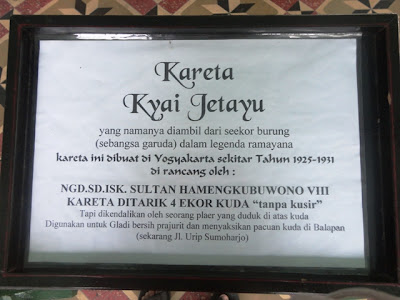 Kareta
Kyai Jetayu
yang namanya diambil dari seekor burung
(sebangsa garuda) dalam legenda ramayana
kareta ini dibuat di Yogyakarta sekitar Tahun 1925-1931
di rancang oleh :
NGD.SD.ISK. SULTAN HAMENGKUBUWONO VIII
KARETA DITARIK 4 EKOR KUDA “tanpa kusir”
Tapi dikendalikan oleh seorang plaer yang duduk di atas kuda
Digunakan untuk Gladi bersih prajurit dan menyaksikan pacuan kuda di Balapan
(sekarang Jl. Urip Sumoharjo)